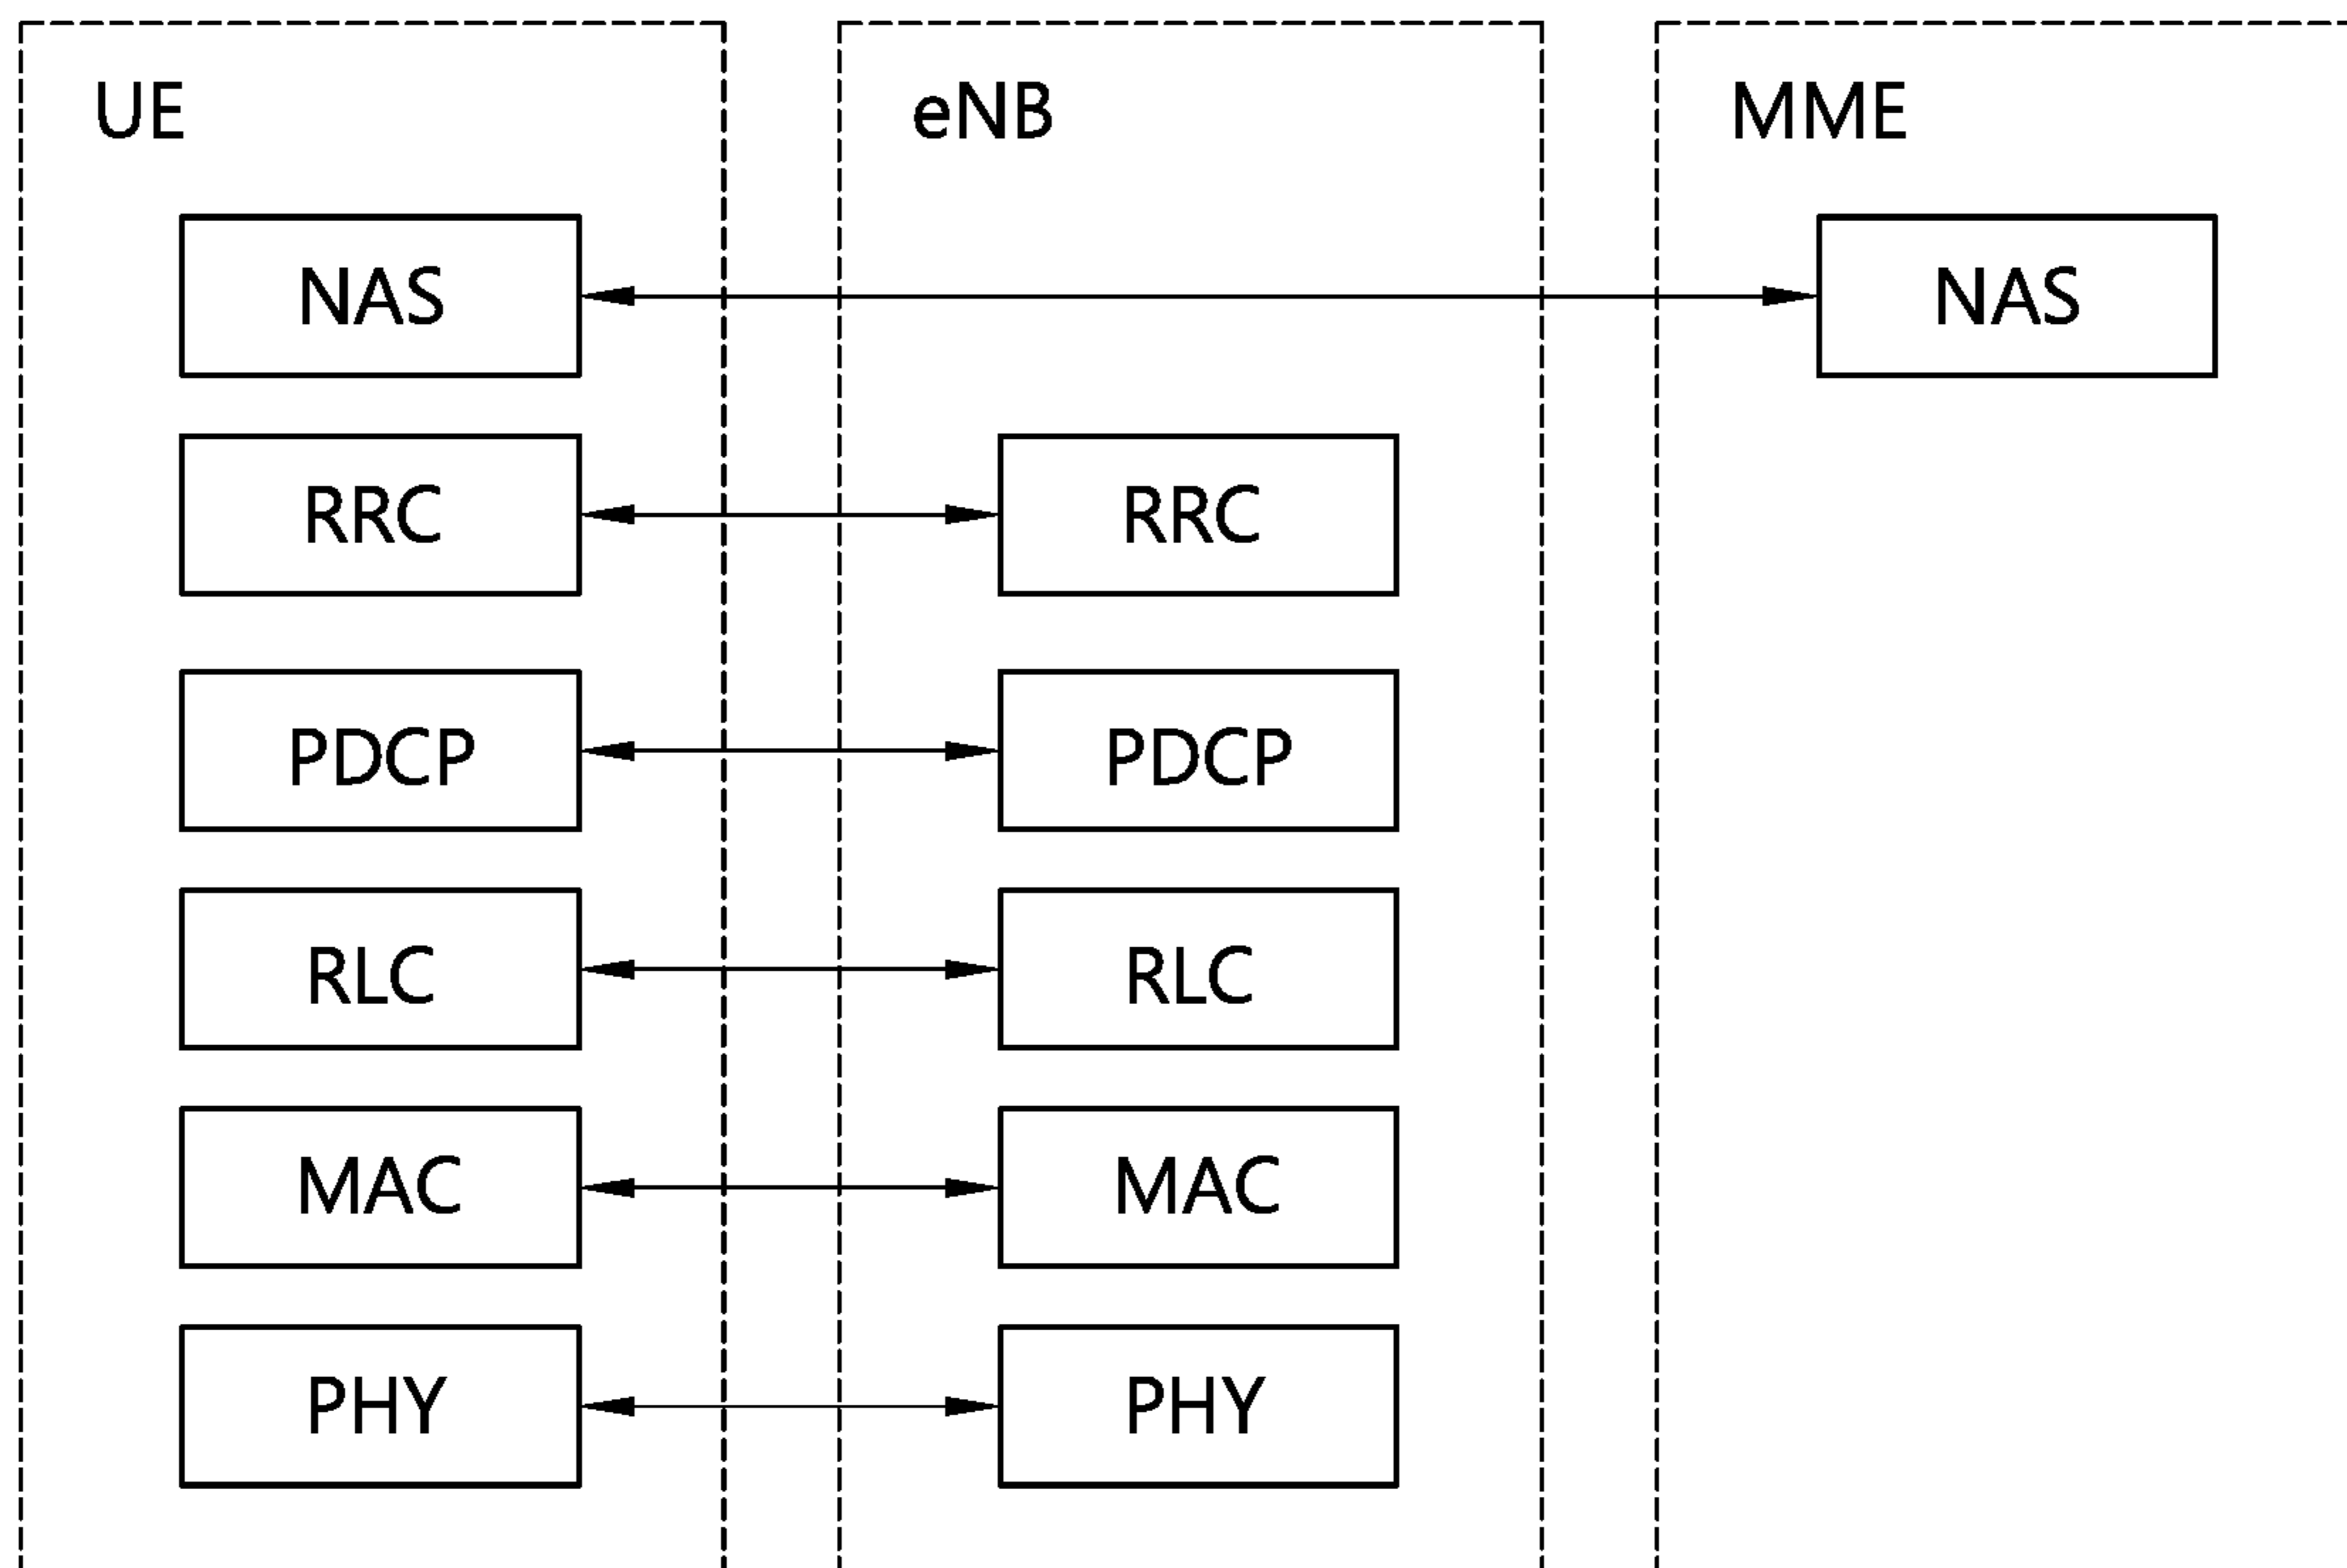 UE eNB MME
NAS NAS
RRC RRC
PDCP PDCP
RLC RLC
MAC MAC
PHY PHY